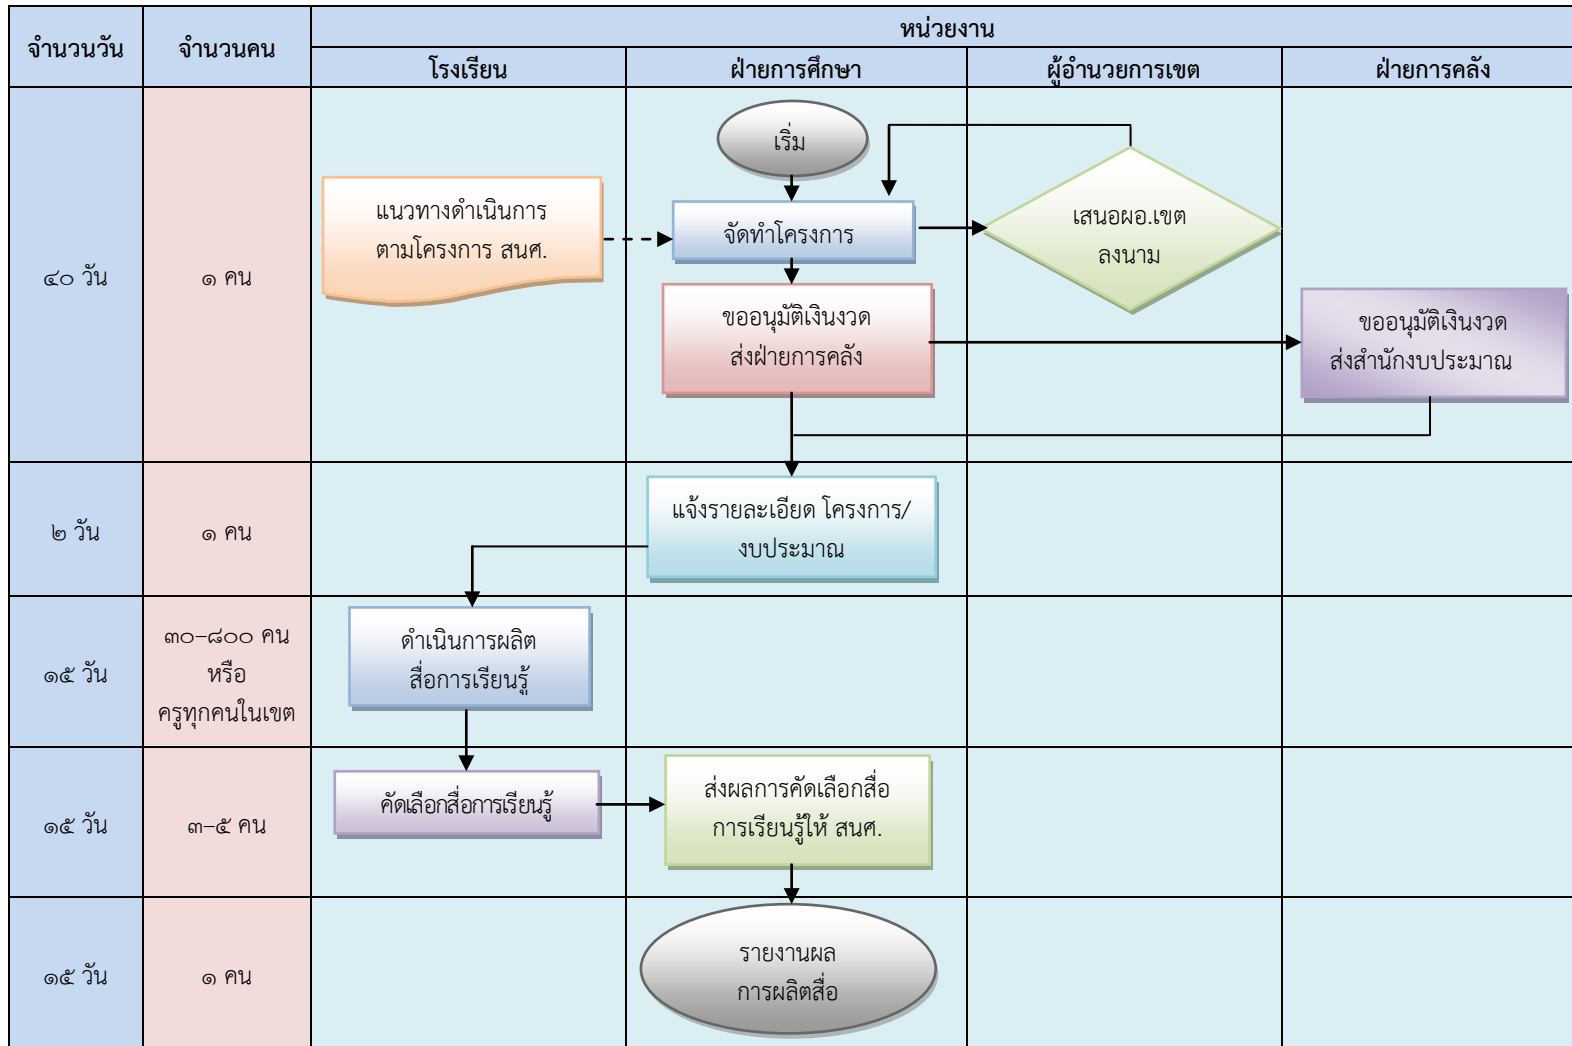 จำนวนวัน
จำนวนคน
หน่วยงาน
โรงเรียน
ฝ่ายการศึกษา
ผู้อำนวยการเขต
ฝ่ายการคลัง
๔๐ วัน
๑ คน
แนวทางดำเนินการ
ตามโครงการ สนศ.
เริ่ม
จัดทำโครงการ
เสนอผอ.เขต
ลงนาม
ขออนุมัติเงินงวด
ส่งฝ่ายการคลัง
ขออนุมัติเงินงวด
ส่งสำนักงบประมาณ
๒ วัน
๑ คน
แจ้งรายละเอียด โครงการ/
งบประมาณ
๑๕ วัน
๓๐–๘๐๐ คน
หรือ
ครูทุกคนในเขต
ดำเนินการผลิต
สื่อการเรียนรู้
๑๕ วัน
๓–๕ คน
คัดเลือกสื่อการเรียนรู้
ส่งผลการคัดเลือกสื่อ
การเรียนรู้ให้ สนศ.
๑๕ วัน
๑ คน
รายงานผล
การผลิตสื่อ